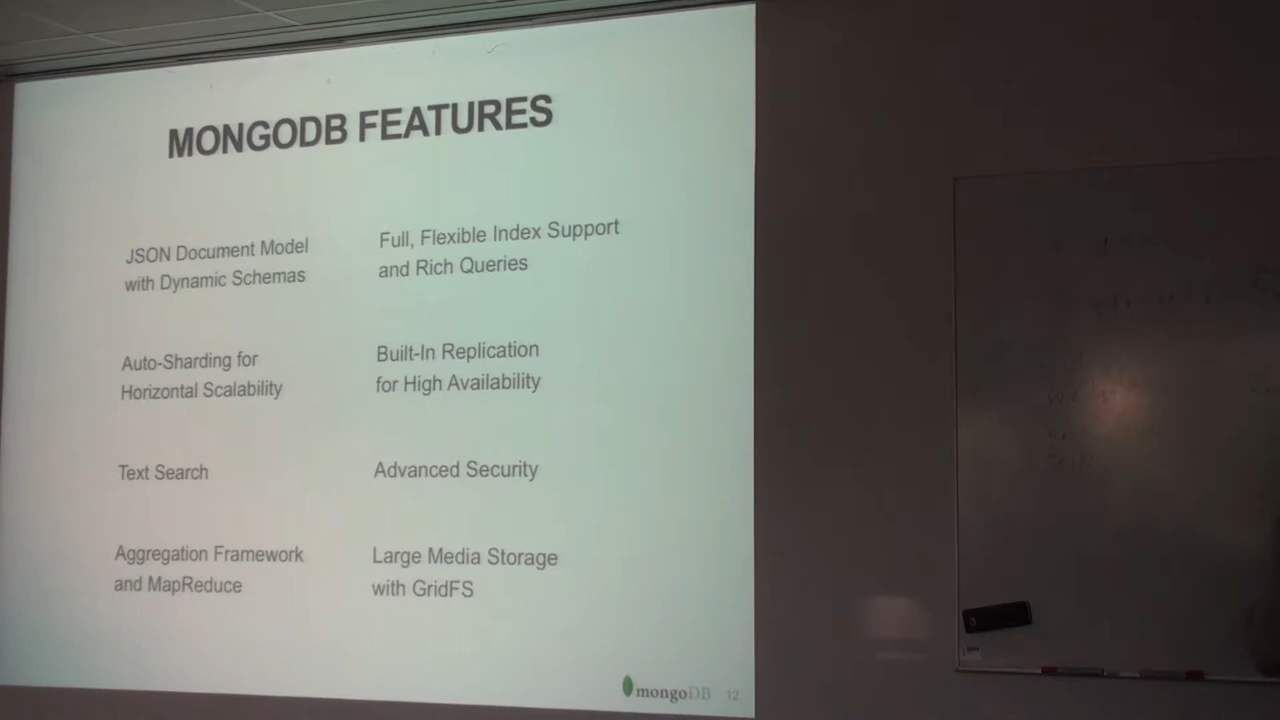 MONGODB FEATURES
JSON Document Model
with Dynamic Schemas
Full, Flexible Index Support
and Rich Queries
Auto-Sharding for
Horizontal Scalability
Built-In Replication
for High Availability
Text Search
Advanced Security
Aggregation Framework
and MapReduce
Large Media Storage
with GridFS
mongoDB 12